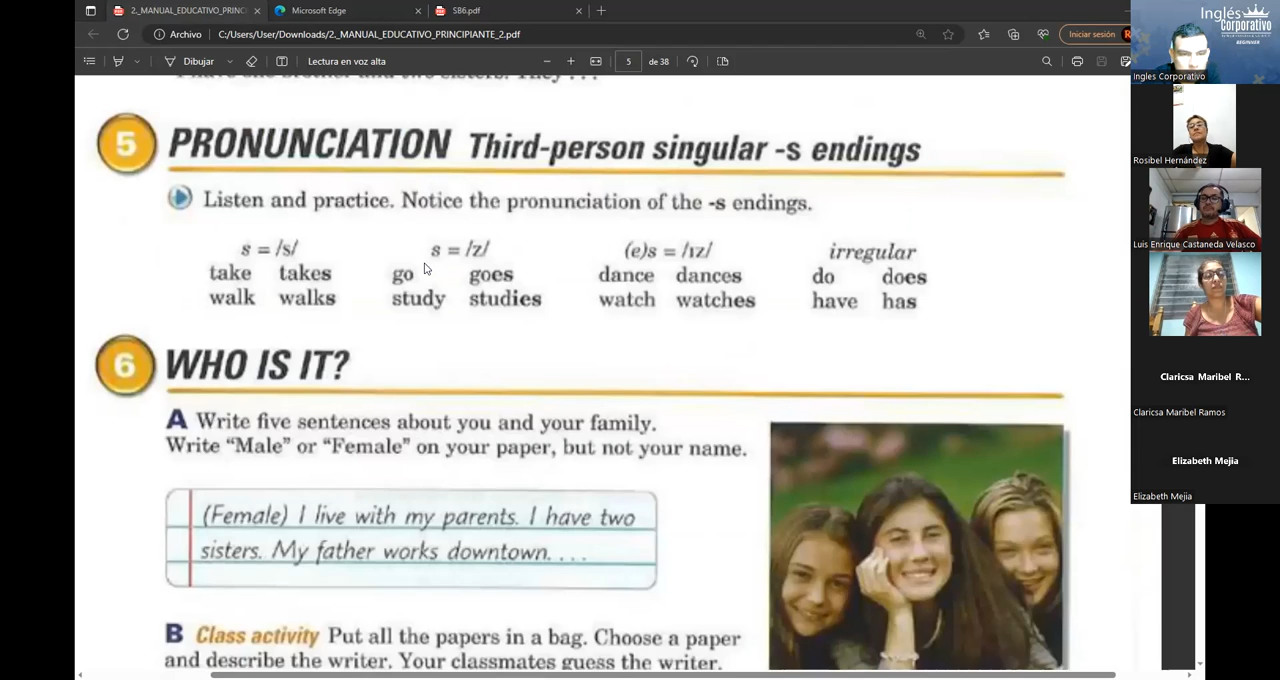 2._MANUAL_EDUCATIVO_PRINC
Microsoft Edge
SB6.pdf
Archivo
C:/Users/User/Downloads/2._MANUAL_EDUCATIVO_PRINCIPIANTE_2.pdf
Iniciar sesión
Dibujar
Lectura en voz alta
5
de 38
5 PRONUNCIATION Third-person singular -s endings
Listen and practice. Notice the pronunciation of the -s endings.
s = /s/ s = /z/ (e)s = /ɪz/ irregular
take takes go goes dance dances do does
walk walks study studies watch watches have has
6 WHO IS IT?
A Write five sentences about you and your family.
Write “Male” or “Female” on your paper, but not your name.
(Female) I live with my parents. I have two
sisters. My father works downtown. . . .
B Class activity Put all the papers in a bag. Choose a paper
and describe the writer. Your classmates guess the writer.
Inglés
Corporativo
BEGINNER
Ingles Corporativo
Rosibel Hernández
Luis Enrique Castaneda Velasco
Claricsa Maribel R...
Claricsa Maribel Ramos
Elizabeth Mejia
Elizabeth Mejia